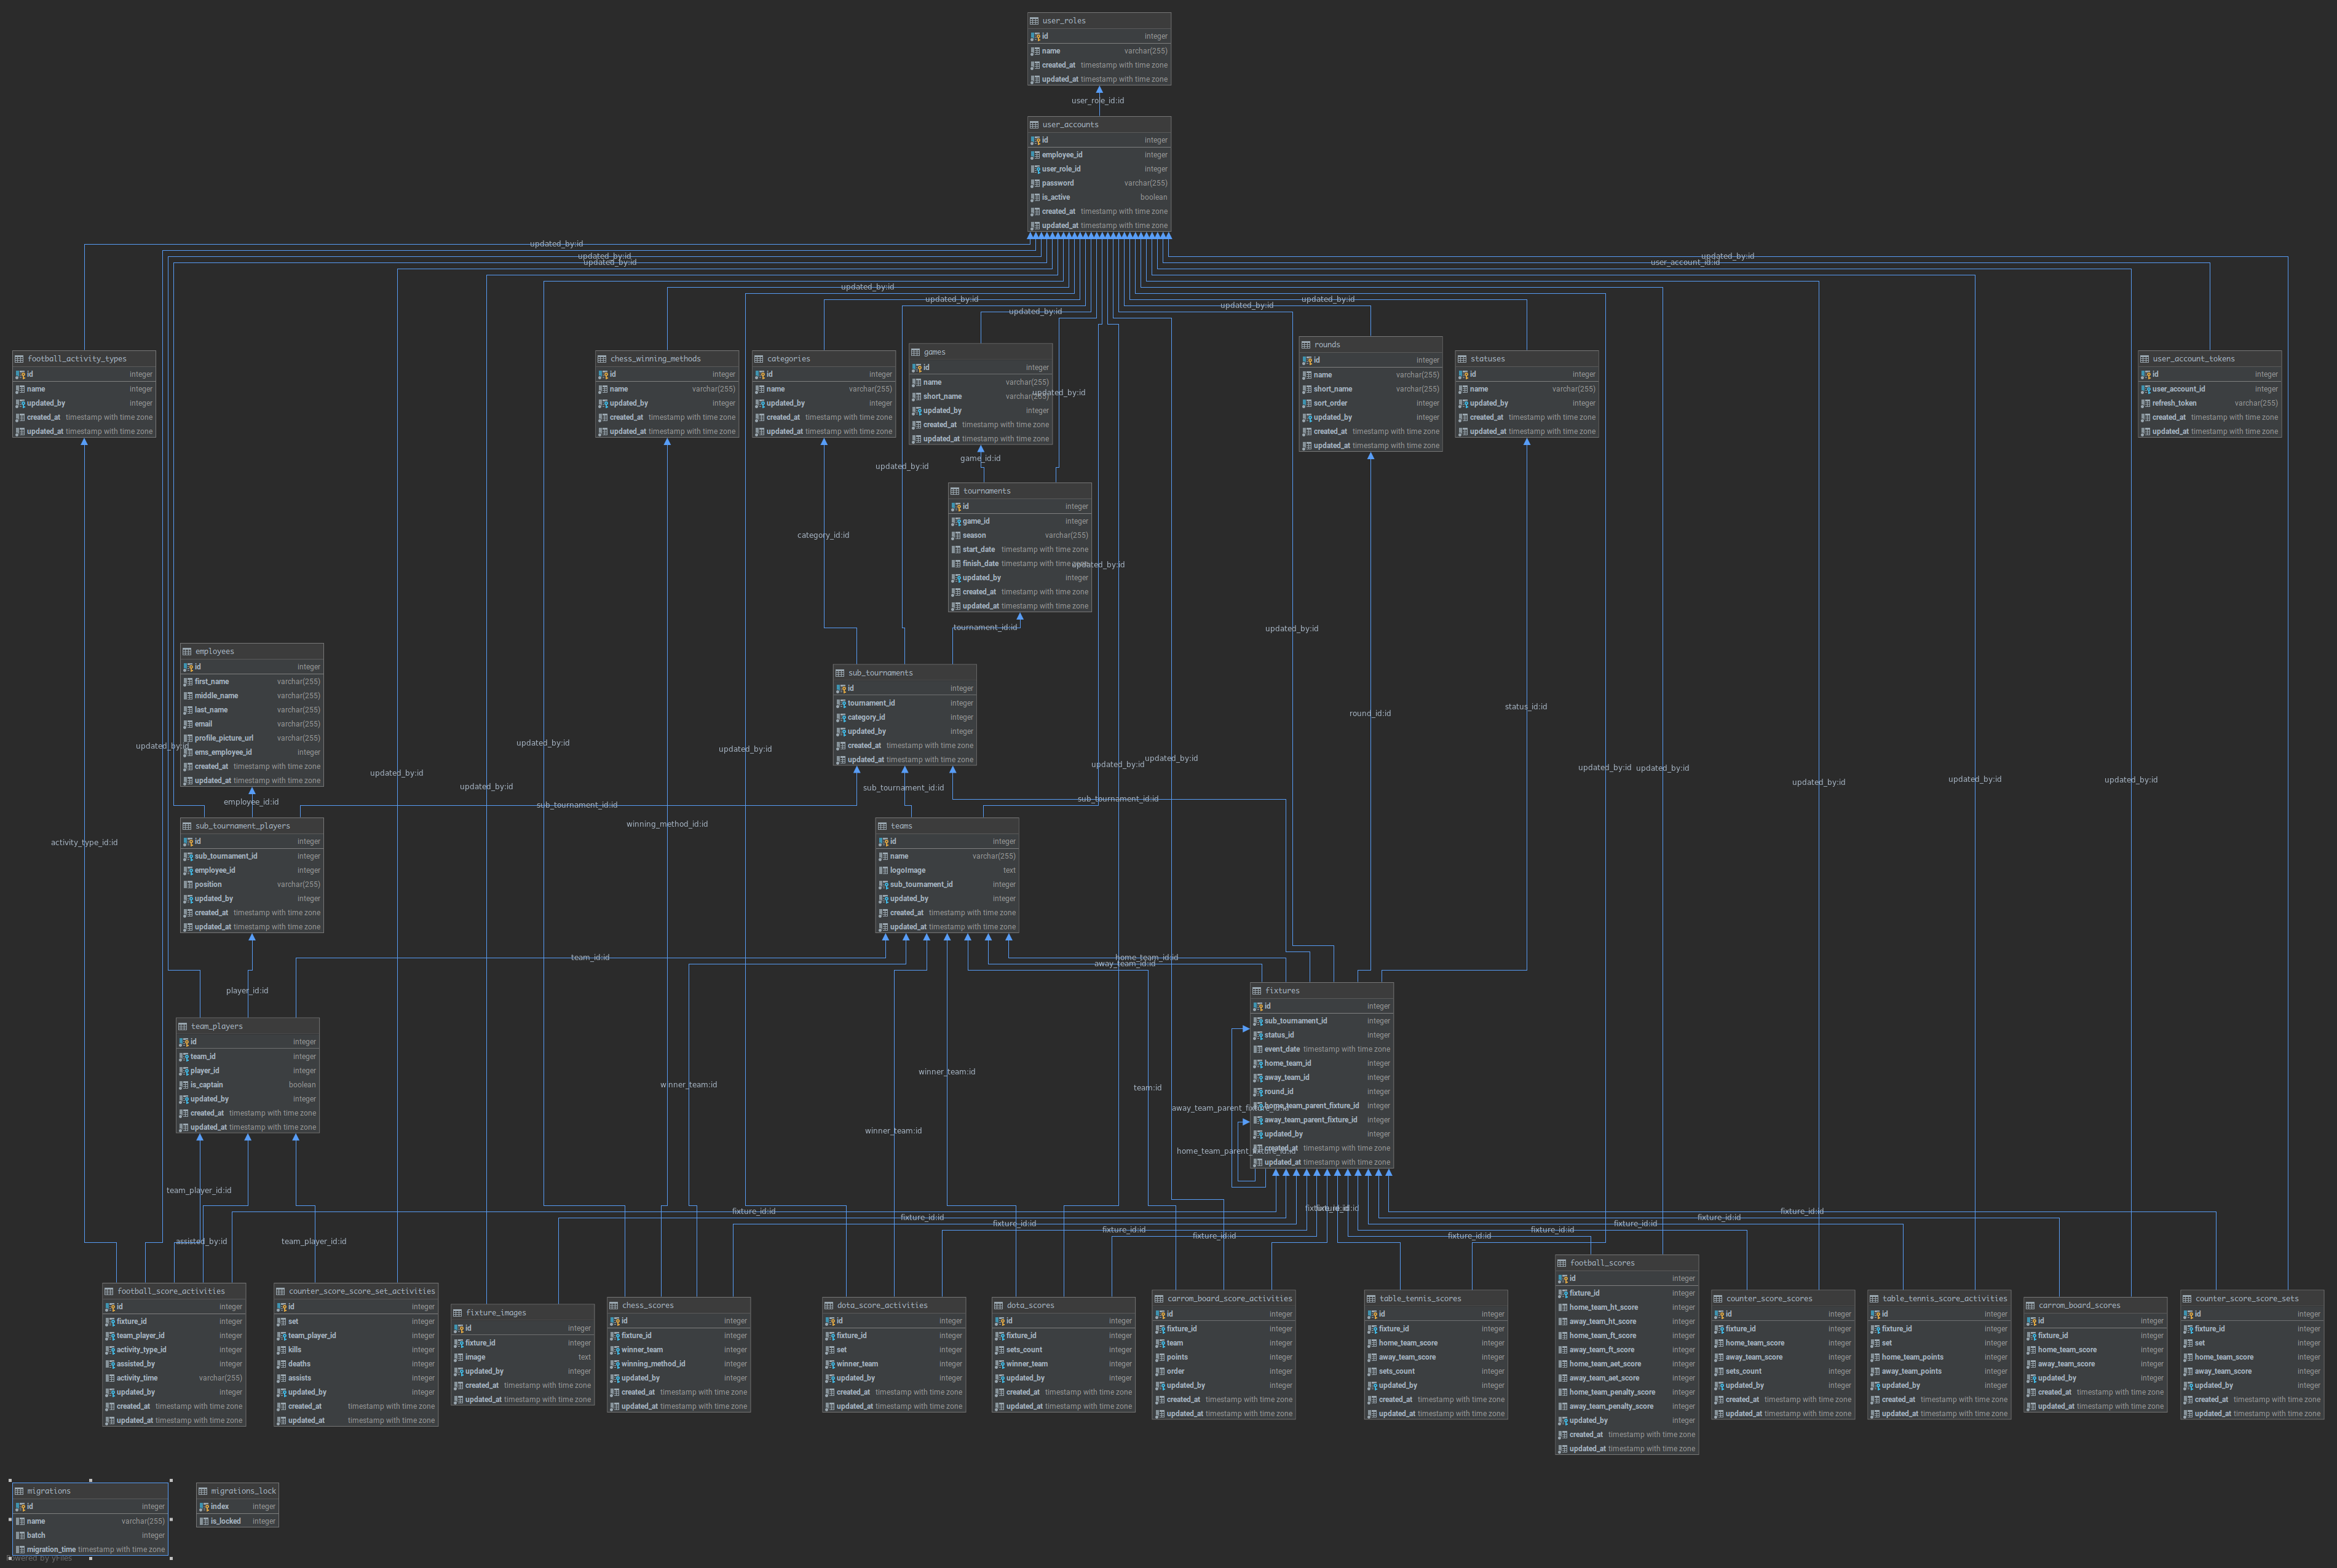 user_roles
id integer
name varchar(255)
created_at timestamp with time zone
updated_at timestamp with time zone
user_role_id:id
user_accounts
id integer
employee_id integer
user_role_id integer
password varchar(255)
is_active boolean
created_at timestamp with time zone
updated_at timestamp with time zone
updated_by:id
updated_by:id
updated_by:id
updated_by:id
user_account_id:id
updated_by:id
updated_by:id
updated_by:id
updated_by:id
updated_by:id
updated_by:id
football_activity_types
id integer
name integer
updated_by integer
created_at timestamp with time zone
updated_at timestamp with time zone
chess_winning_methods
id integer
name varchar(255)
updated_by integer
created_at timestamp with time zone
updated_at timestamp with time zone
categories
id integer
name varchar(255)
updated_by integer
created_at timestamp with time zone
updated_at timestamp with time zone
games
id integer
name varchar(255)
short_name varchar(255)
updated_by integer
created_at timestamp with time zone
updated_at timestamp with time zone
updated_by:id
rounds
id integer
name varchar(255)
short_name varchar(255)
sort_order integer
updated_by integer
created_at timestamp with time zone
updated_at timestamp with time zone
statuses
id integer
name varchar(255)
updated_by integer
created_at timestamp with time zone
updated_at timestamp with time zone
user_account_tokens
id integer
user_account_id integer
refresh_token varchar(255)
created_at timestamp with time zone
updated_at timestamp with time zone
game_id:id
updated_by:id
tournaments
id integer
game_id integer
season varchar(255)
start_date timestamp with time zone
finish_date timestamp with time zone
updated_by integer
created_at timestamp with time zone
updated_at timestamp with time zone
category_id:id
updated_by:id
tournament_id:id
updated_by:id
employees
id integer
first_name varchar(255)
middle_name varchar(255)
last_name varchar(255)
email varchar(255)
profile_picture_url varchar(255)
ems_employee_id integer
created_at timestamp with time zone
updated_at timestamp with time zone
sub_tournaments
id integer
tournament_id integer
category_id integer
updated_by integer
created_at timestamp with time zone
updated_at timestamp with time zone
status_id:id
round_id:id
updated_by:id
updated_by:id
updated_by:id
updated_by:id
updated_by:id
updated_by:id
updated_by:id
updated_by:id
updated_by:id
updated_by:id
updated_by:id
updated_by:id
updated_by:id
sub_tournament_id:id
employee_id:id
sub_tournament_id:id
sub_tournament_id:id
winning_method_id:id
activity_type_id:id
sub_tournament_players
id integer
sub_tournament_id integer
employee_id integer
position varchar(255)
updated_by integer
created_at timestamp with time zone
updated_at timestamp with time zone
teams
id integer
name varchar(255)
logoImage text
sub_tournament_id integer
updated_by integer
created_at timestamp with time zone
updated_at timestamp with time zone
team_id:id
home_team_id:id
away_team_id:id
player_id:id
team_players
id integer
team_id integer
player_id integer
is_captain boolean
updated_by integer
created_at timestamp with time zone
updated_at timestamp with time zone
fixtures
id integer
sub_tournament_id integer
status_id integer
event_date timestamp with time zone
home_team_id integer
away_team_id integer
round_id integer
home_team_parent_fixture_id integer
away_team_parent_fixture_id integer
updated_by integer
created_at timestamp with time zone
updated_at timestamp with time zone
winner_team:id
winner_team:id
team:id
away_team_parent_fixture_id:id
winner_team:id
home_team_parent_fixture_id:id
team_player_id:id
fixture_id:id
fixture_id:id
fixture_id:id
fixture_id:id
fixture_id:id
fixture_id:id
fixture_id:id
fixture_id:id
fixture_id:id
fixture_id:id
fixture_id:id
fixture_id:id
assisted_by:id
team_player_id:id
football_score_activities
id integer
fixture_id integer
team_player_id integer
activity_type_id integer
assisted_by integer
activity_time varchar(255)
updated_by integer
created_at timestamp with time zone
updated_at timestamp with time zone
counter_score_score_set_activities
id integer
set integer
team_player_id integer
kills integer
deaths integer
assists integer
updated_by integer
created_at timestamp with time zone
updated_at timestamp with time zone
fixture_images
id integer
fixture_id integer
image text
updated_by integer
created_at timestamp with time zone
updated_at timestamp with time zone
chess_scores
id integer
fixture_id integer
winner_team integer
winning_method_id integer
updated_by integer
created_at timestamp with time zone
updated_at timestamp with time zone
dota_score_activities
id integer
fixture_id integer
set integer
winner_team integer
updated_by integer
created_at timestamp with time zone
updated_at timestamp with time zone
dota_scores
id integer
fixture_id integer
sets_count integer
winner_team integer
updated_by integer
created_at timestamp with time zone
updated_at timestamp with time zone
carrom_board_score_activities
id integer
fixture_id integer
team integer
points integer
order integer
updated_by integer
created_at timestamp with time zone
updated_at timestamp with time zone
table_tennis_scores
id integer
fixture_id integer
home_team_score integer
away_team_score integer
sets_count integer
updated_by integer
created_at timestamp with time zone
updated_at timestamp with time zone
football_scores
id integer
fixture_id integer
home_team_ht_score integer
away_team_ht_score integer
home_team_ft_score integer
away_team_ft_score integer
home_team_aet_score integer
away_team_aet_score integer
home_team_penalty_score integer
away_team_penalty_score integer
updated_by integer
created_at timestamp with time zone
updated_at timestamp with time zone
counter_score_scores
id integer
fixture_id integer
home_team_score integer
away_team_score integer
sets_count integer
updated_by integer
created_at timestamp with time zone
updated_at timestamp with time zone
table_tennis_score_activities
id integer
fixture_id integer
set integer
home_team_points integer
away_team_points integer
updated_by integer
created_at timestamp with time zone
updated_at timestamp with time zone
carrom_board_scores
id integer
fixture_id integer
home_team_score integer
away_team_score integer
updated_by integer
created_at timestamp with time zone
updated_at timestamp with time zone
counter_score_score_sets
id integer
fixture_id integer
set integer
home_team_score integer
away_team_score integer
updated_by integer
created_at timestamp with time zone
updated_at timestamp with time zone
migrations
id integer
name varchar(255)
batch integer
migration_time timestamp with time zone
migrations_lock
index integer
is_locked integer
Powered by yFiles